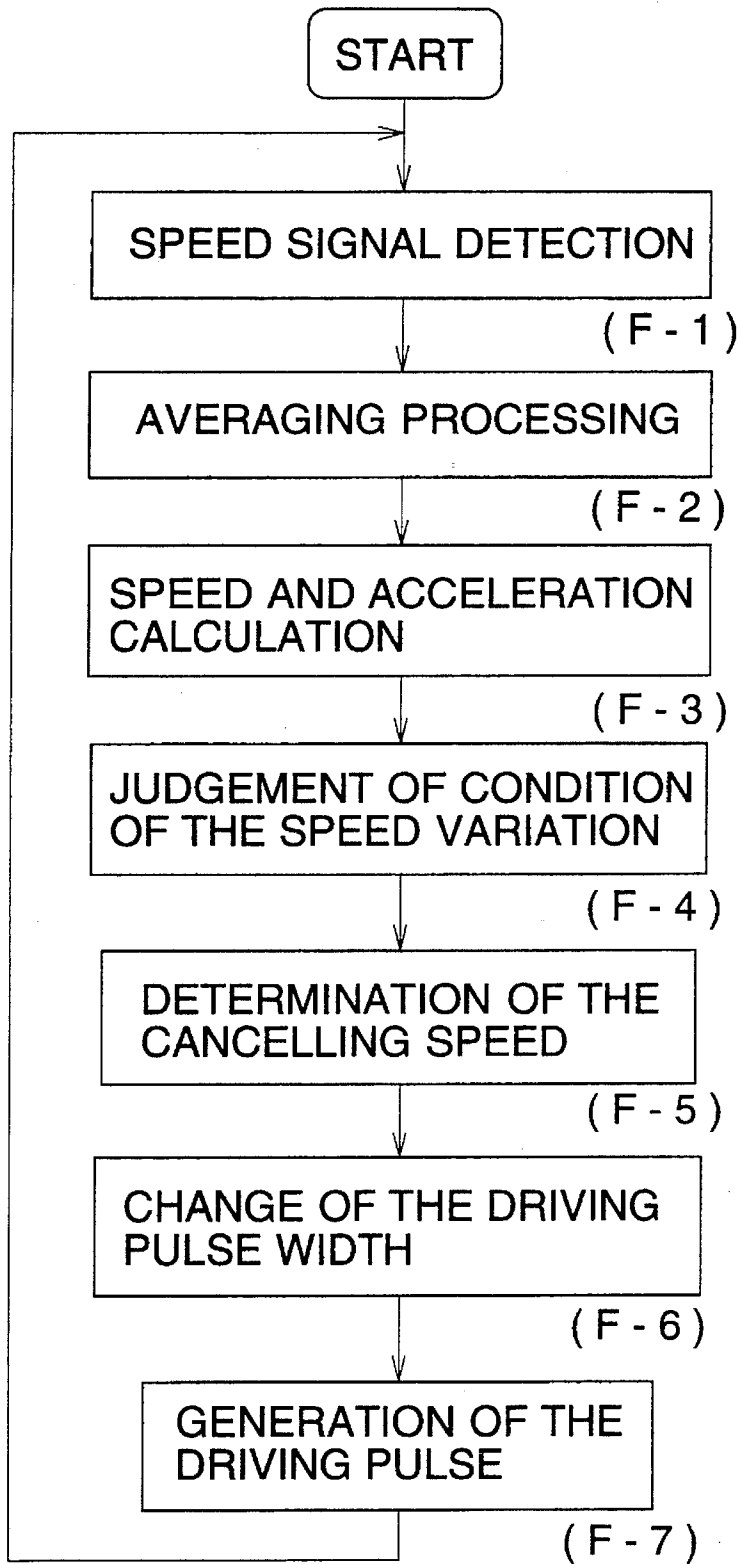 START
SPEED SIGNAL DETECTION
( F - 1 )
AVERAGING PROCESSING
( F - 2 )
SPEED AND ACCELERATION
CALCULATION
( F - 3 )
JUDGEMENT OF CONDITION
OF THE SPEED VARIATION
( F - 4 )
DETERMINATION OF THE
CANCELLING SPEED
( F - 5 )
CHANGE OF THE DRIVING
PULSE WIDTH
( F - 6 )
GENERATION OF THE
DRIVING PULSE
( F - 7 )